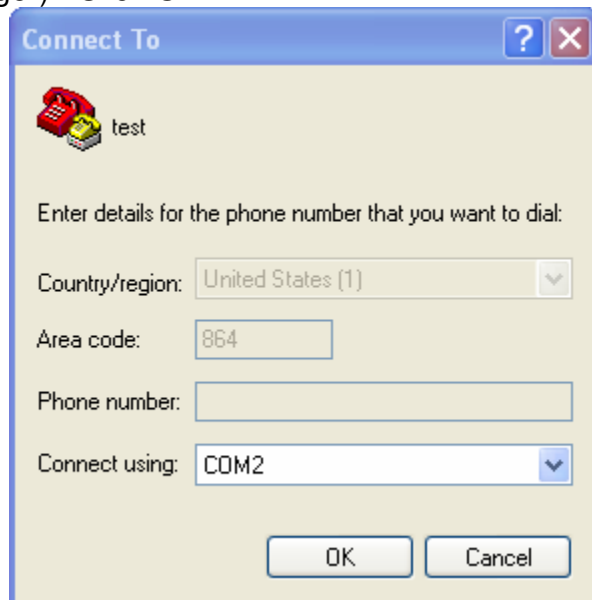 Connect To
test
Enter details for the phone number that you want to dial:
Country/region: United States (1)
Area code: 864
Phone number:
Connect using: COM2
OK Cancel